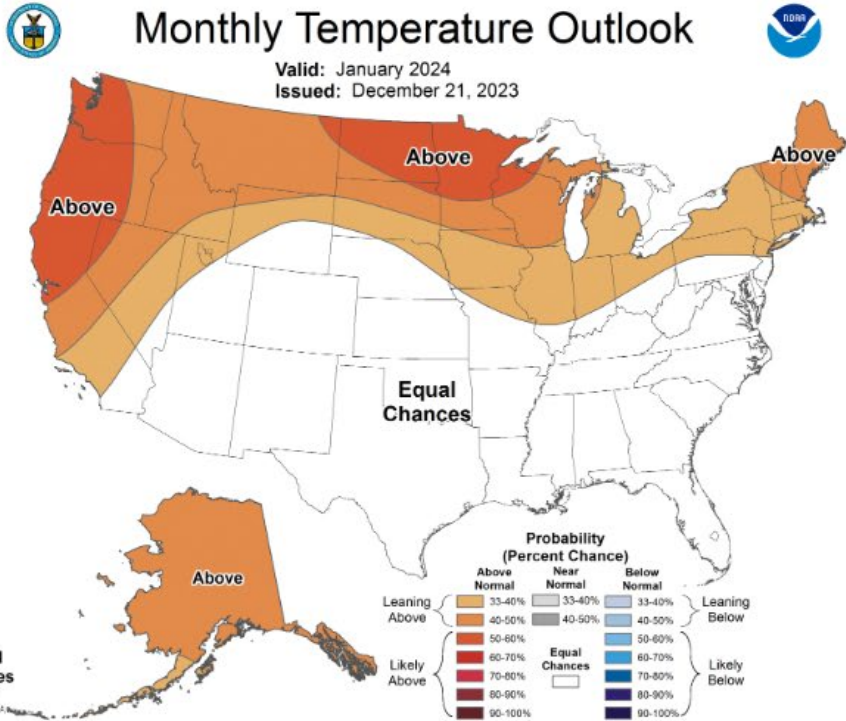 Monthly Temperature Outlook
NOAA
Valid: January 2024
Issued: December 21, 2023
Above
Above
Above
Equal
Chances
Above
Probability
(Percent Chance)
Above
Normal
Near
Normal
Below
Normal
Leaning
Above
33-40%
40-50%
33-40%
40-50%
33-40%
40-50%
Leaning
Below
Likely
Above
50-60%
60-70%
70-80%
80-90%
90-100%
Equal
Chances
50-60%
60-70%
70-80%
80-90%
90-100%
Likely
Below